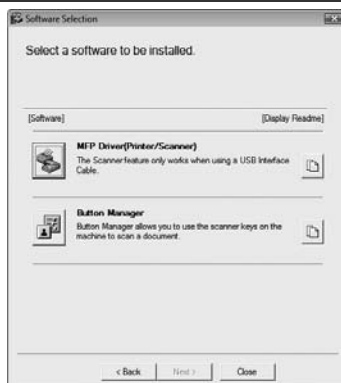 Software Selection
Select a software to be installed.
[Software] [Display Readme]
MFP Driver(Printer/Scanner)
The Scanner feature only works when using a USB Interface
Cable.
Button Manager
Button Manager allows you to use the scanner keys on the
machine to scan a document.
< Back Next > Close